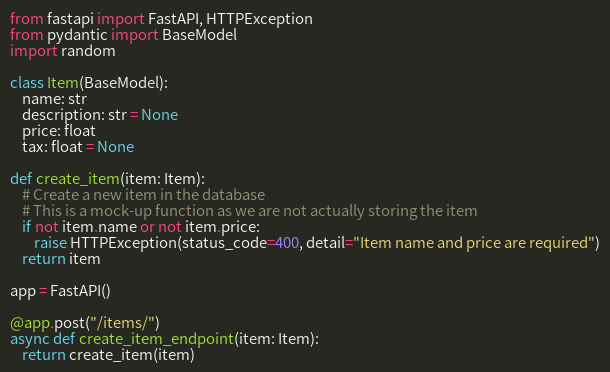 from fastapi import FastAPI, HTTPException
from pydantic import BaseModel
import random

class Item(BaseModel):
    name: str
    description: str = None
    price: float
    tax: float = None

def create_item(item: Item):
    # Create a new item in the database
    # This is a mock-up function as we are not actually storing the item
    if not item.name or not item.price:
        raise HTTPException(status_code=400, detail="Item name and price are required")
    return item

app = FastAPI()

@app.post("/items/")
async def create_item_endpoint(item: Item):
    return create_item(item)